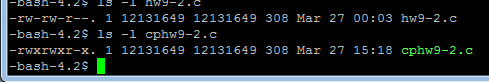 -bash-4.2$ ls -l hw9-2.c
-rw-rw-r--. 1 12131649 12131649 308 Mar 27 00:03 hw9-2.c
-bash-4.2$ ls -l cphw9-2.c
-rwxrwxr-x. 1 12131649 12131649 308 Mar 27 15:18 cphw9-2.c
-bash-4.2$